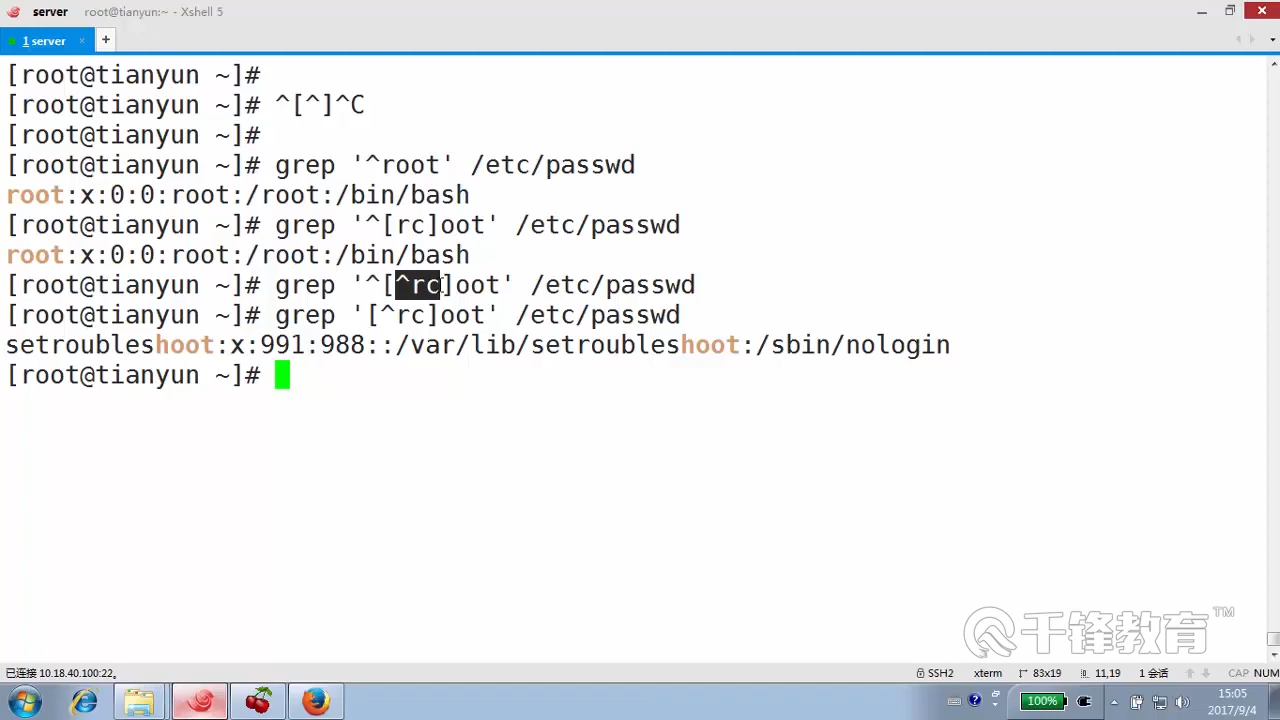 server root@tianyun:~ - Xshell 5
1 server × +
[root@tianyun ~]#
[root@tianyun ~]# ^[^]^C
[root@tianyun ~]#
[root@tianyun ~]# grep '^root' /etc/passwd
root:x:0:0:root:/root:/bin/bash
[root@tianyun ~]# grep '^[rc]oot' /etc/passwd
root:x:0:0:root:/root:/bin/bash
[root@tianyun ~]# grep '^[^rc]oot' /etc/passwd
[root@tianyun ~]# grep '[^rc]oot' /etc/passwd
setroubleshoot:x:991:988::/var/lib/setroubleshoot:/sbin/nologin
[root@tianyun ~]#
千锋教育™
已连接 10.18.40.100:22。 SSH2 xterm 83x19 11,19 1 会话 CAP NUM
100% 15:05
2017/9/4